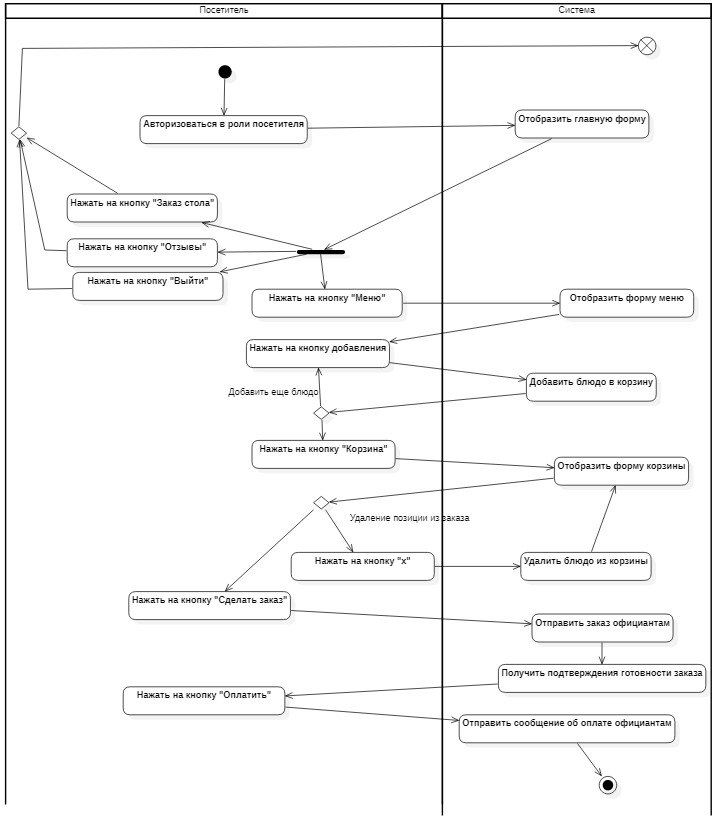 Посетитель
Система
Авторизоваться в роли посетителя
Отобразить главную форму
Нажать на кнопку "Заказ стола"
Нажать на кнопку "Отзывы"
Нажать на кнопку "Выйти"
Нажать на кнопку "Меню"
Отобразить форму меню
Нажать на кнопку добавления
Добавить блюдо в корзину
Добавить еще блюдо
Нажать на кнопку "Корзина"
Отобразить форму корзины
Удаление позиции из заказа
Нажать на кнопку "х"
Удалить блюдо из корзины
Нажать на кнопку "Сделать заказ"
Отправить заказ официантам
Получить подтверждения готовности заказа
Нажать на кнопку "Оплатить"
Отправить сообщение об оплате официантам